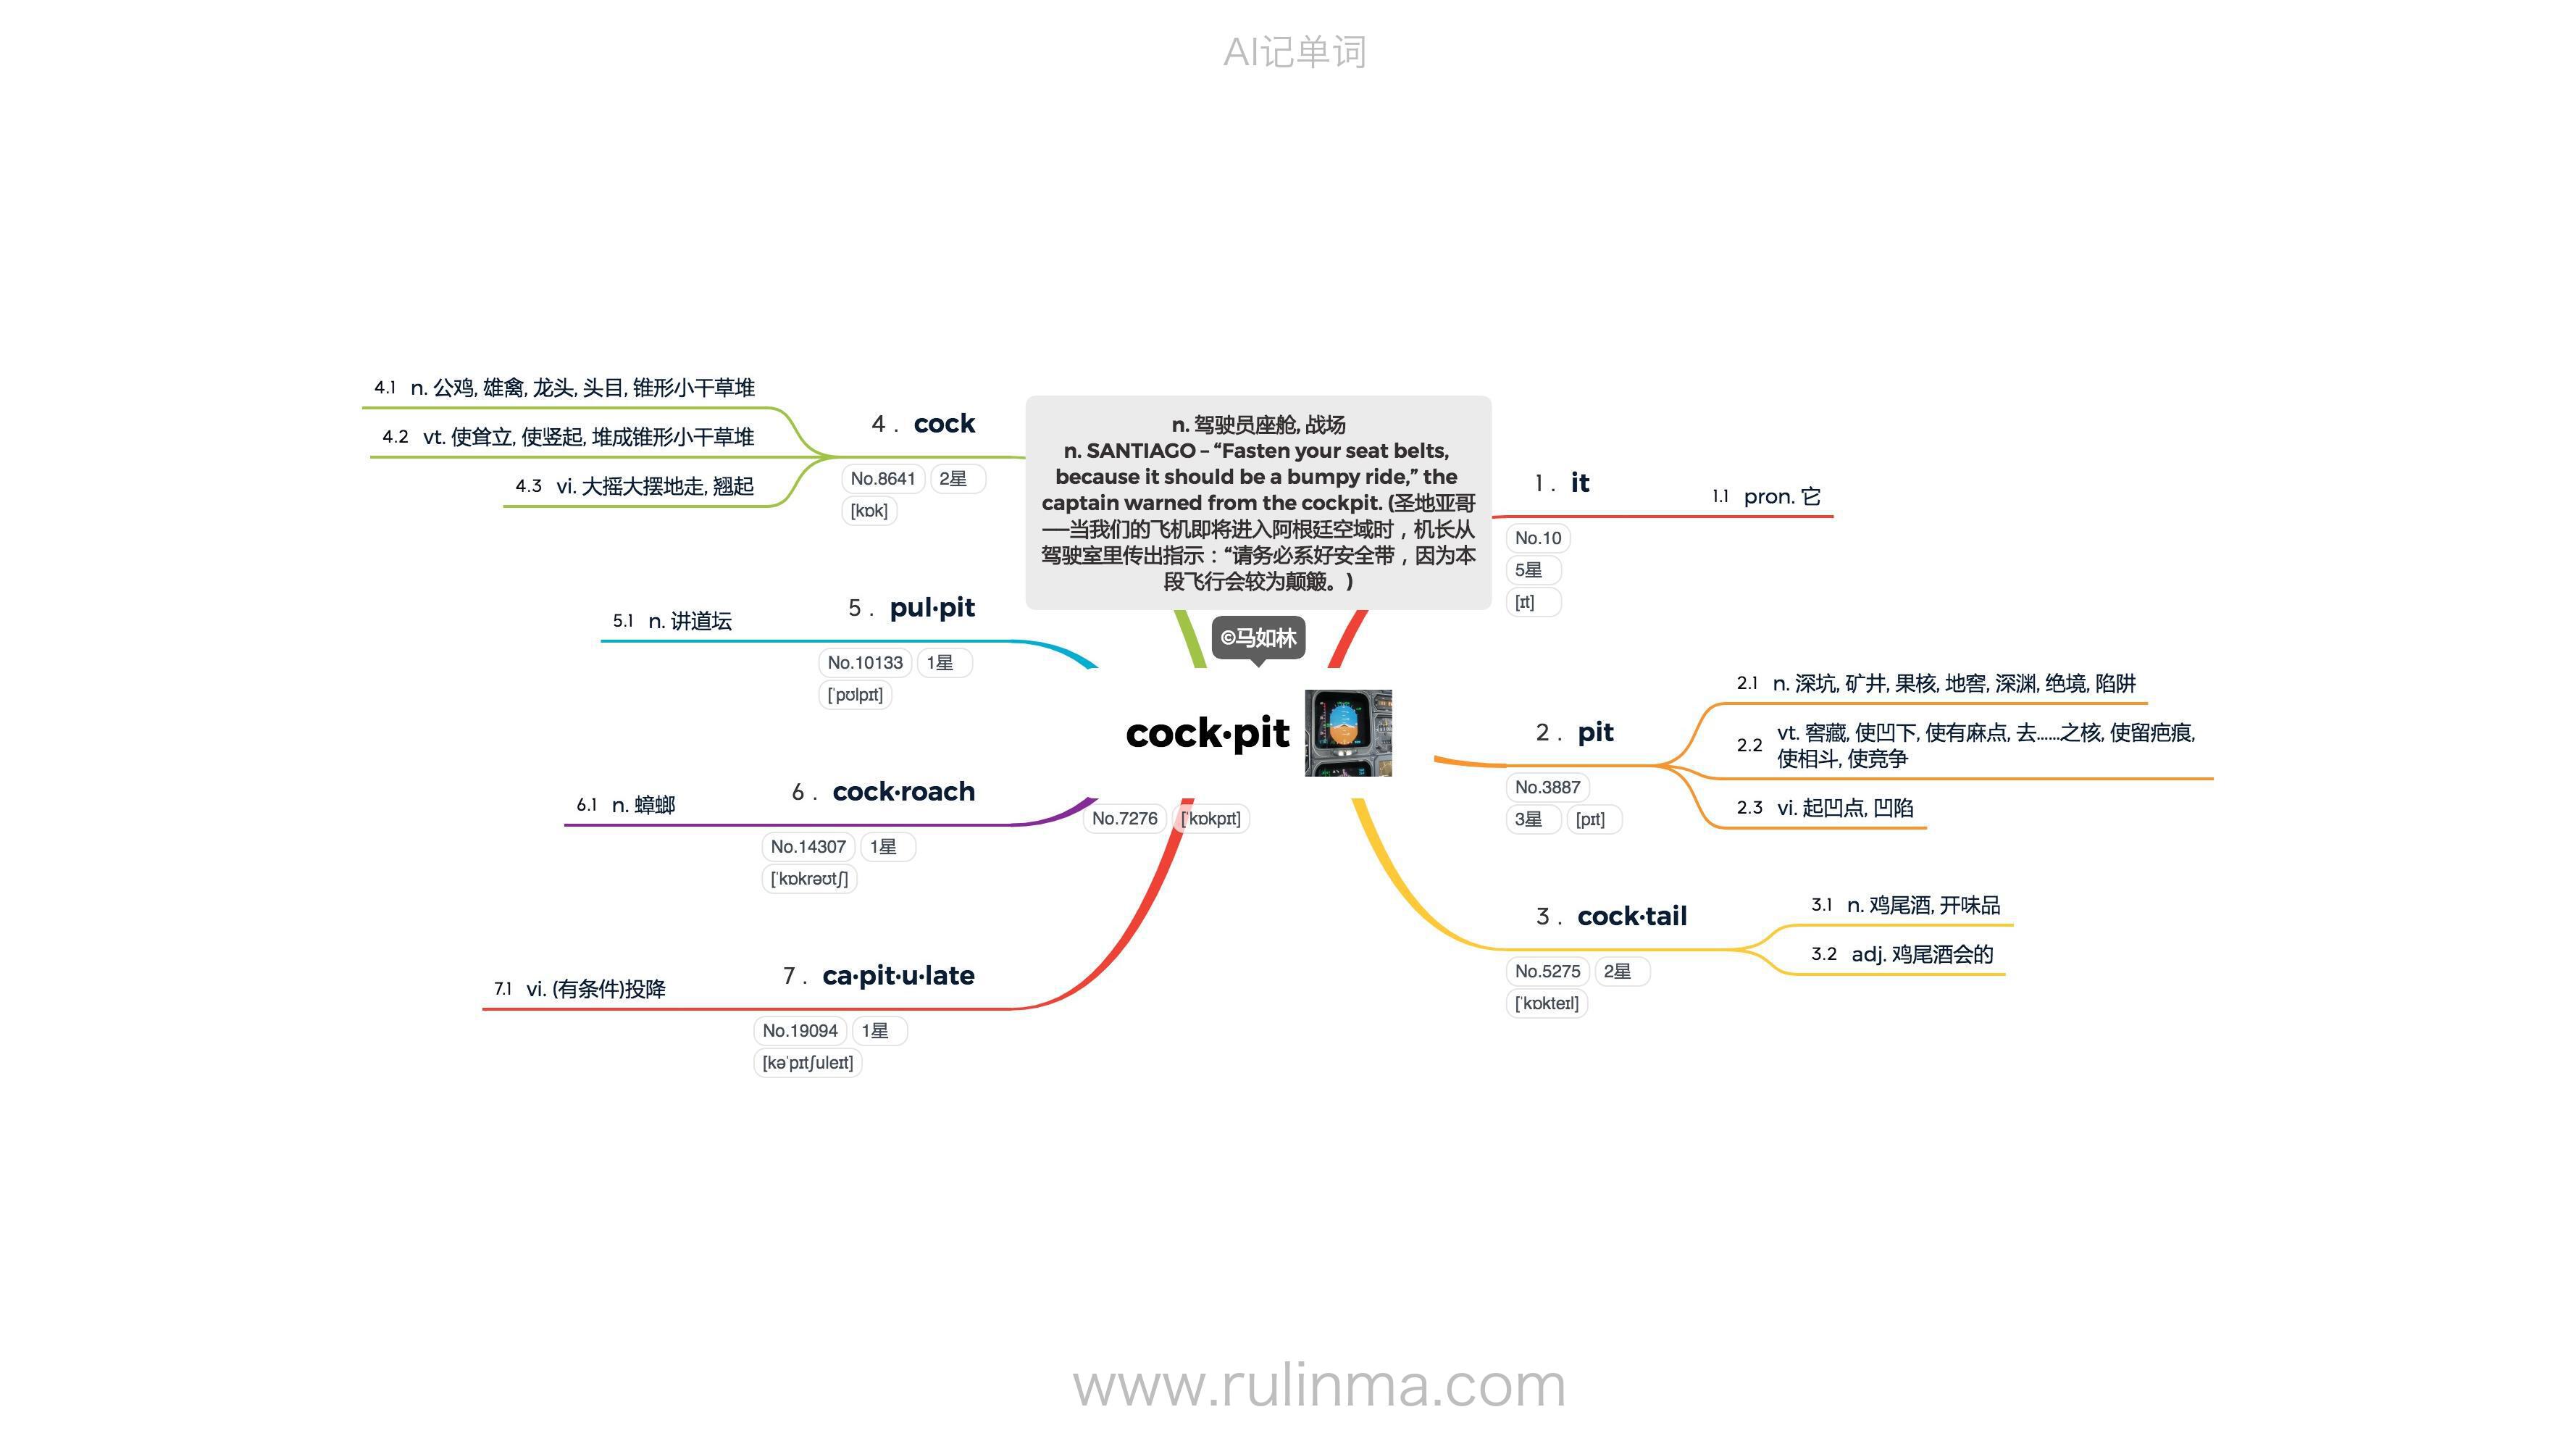 AI记单词
n. 驾驶员座舱, 战场
n. SANTIAGO – “Fasten your seat belts,
because it should be a bumpy ride,” the
captain warned from the cockpit. (圣地亚哥
——当我们的飞机即将进入阿根廷空域时，机长从
驾驶室里传出指示：“请务必系好安全带，因为本
段飞行会较为颠簸。)
©马如林
cock·pit
No.7276 [ˈkɒkpɪt]
1. it
No.10
5星
[ɪt]
1.1 pron. 它
2. pit
No.3887
3星 [pɪt]
2.1 n. 深坑, 矿井, 果核, 地窖, 深渊, 绝境, 陷阱
2.2 vt. 窖藏, 使凹下, 使有麻点, 去……之核, 使留疤痕,
使相斗, 使竞争
2.3 vi. 起凹点, 凹陷
3. cock·tail
No.5275 2星
[ˈkɒkteɪl]
3.1 n. 鸡尾酒, 开味品
3.2 adj. 鸡尾酒会的
4. cock
No.8641 2星
[kɒk]
4.1 n. 公鸡, 雄禽, 龙头, 头目, 锥形小干草堆
4.2 vt. 使耸立, 使竖起, 堆成锥形小干草堆
4.3 vi. 大摇大摆地走, 翘起
5. pul·pit
No.10133 1星
[ˈpʊlpɪt]
5.1 n. 讲道坛
6. cock·roach
No.14307 1星
[ˈkɒkrəʊtʃ]
6.1 n. 蟑螂
7. ca·pit·u·late
No.19094 1星
[kəˈpɪtʃuleɪt]
7.1 vi. (有条件)投降
www.rulinma.com